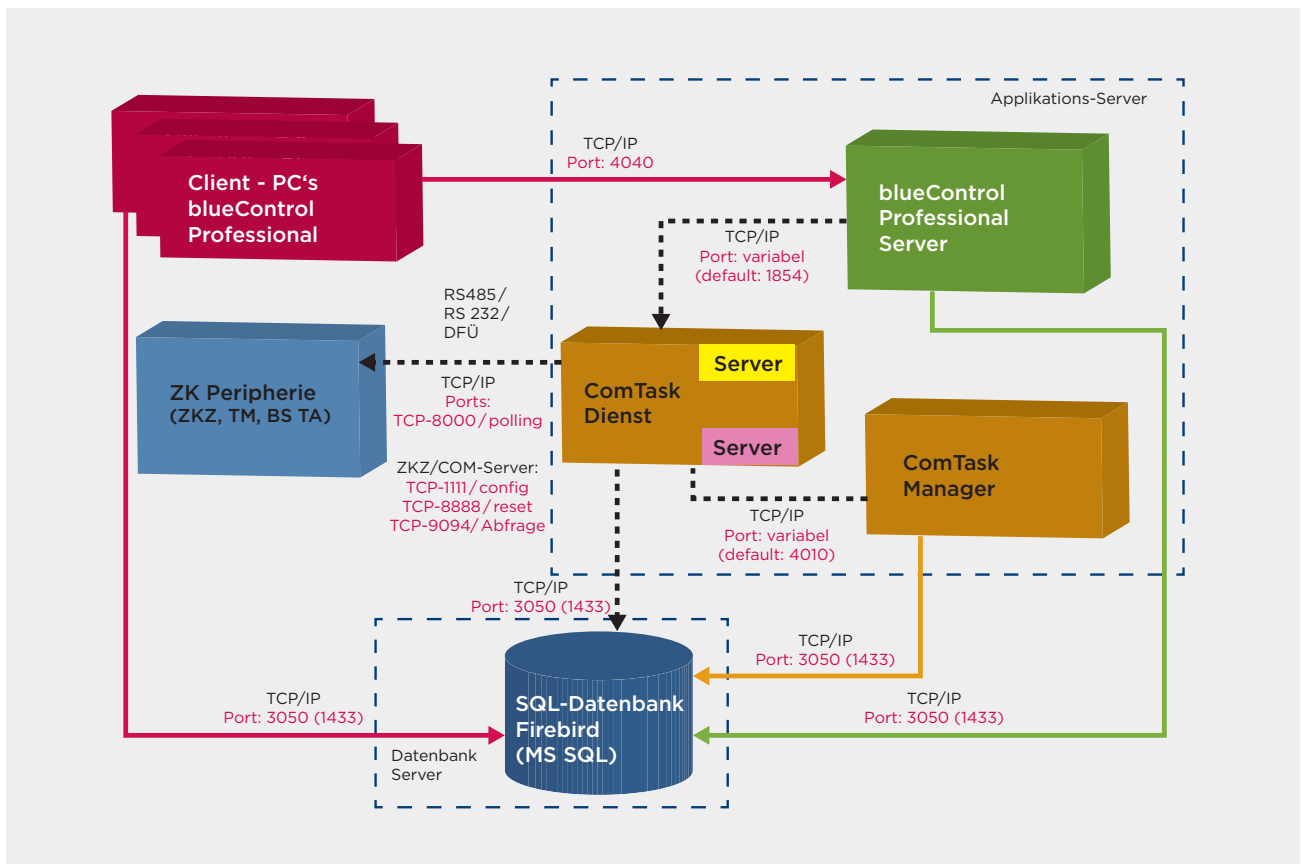 Applikations-Server
TCP/IP
Port: 4040
Client - PC‘s
blueControl
Professional
blueControl
Professional
Server
TCP/IP
Port: variabel
(default: 1854)
RS485/
RS 232/
DFÜ
ZK Peripherie
(ZKZ, TM, BS TA)
TCP/IP
Ports:
TCP-8000/polling
ComTask
Dienst
Server
Server
ComTask
Manager
ZKZ/COM-Server:
TCP-1111/config
TCP-8888/reset
TCP-9094/Abfrage
TCP/IP
Port: variabel
(default: 4010)
TCP/IP
Port: 3050 (1433)
TCP/IP
Port: 3050 (1433)
TCP/IP
Port: 3050 (1433)
TCP/IP
Port: 3050 (1433)
SQL-Datenbank
Firebird
(MS SQL)
Datenbank
Server